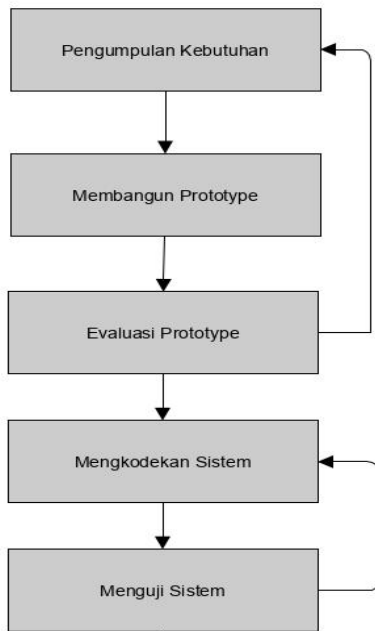 Pengumpulan Kebutuhan
Membangun Prototype
Evaluasi Prototype
Mengkodekan Sistem
Menguji Sistem